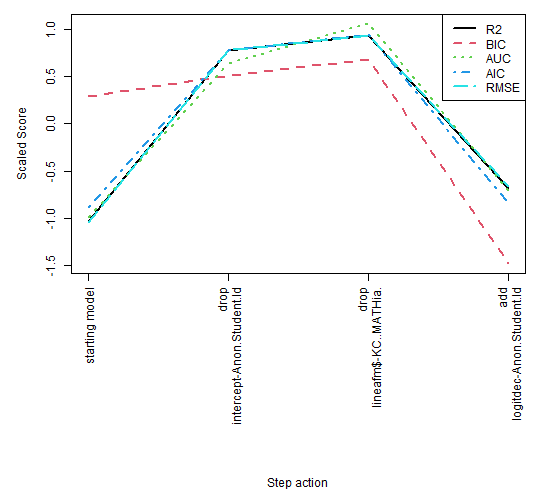 Scaled Score
1.0
0.5
0.0
-0.5
-1.0
-1.5
R2
BIC
AUC
AIC
RMSE
starting model
drop
intercept-Anon.Student.Id
drop
lineafm$-KC..MATHia.
add
logitdec-Anon.Student.Id
Step action